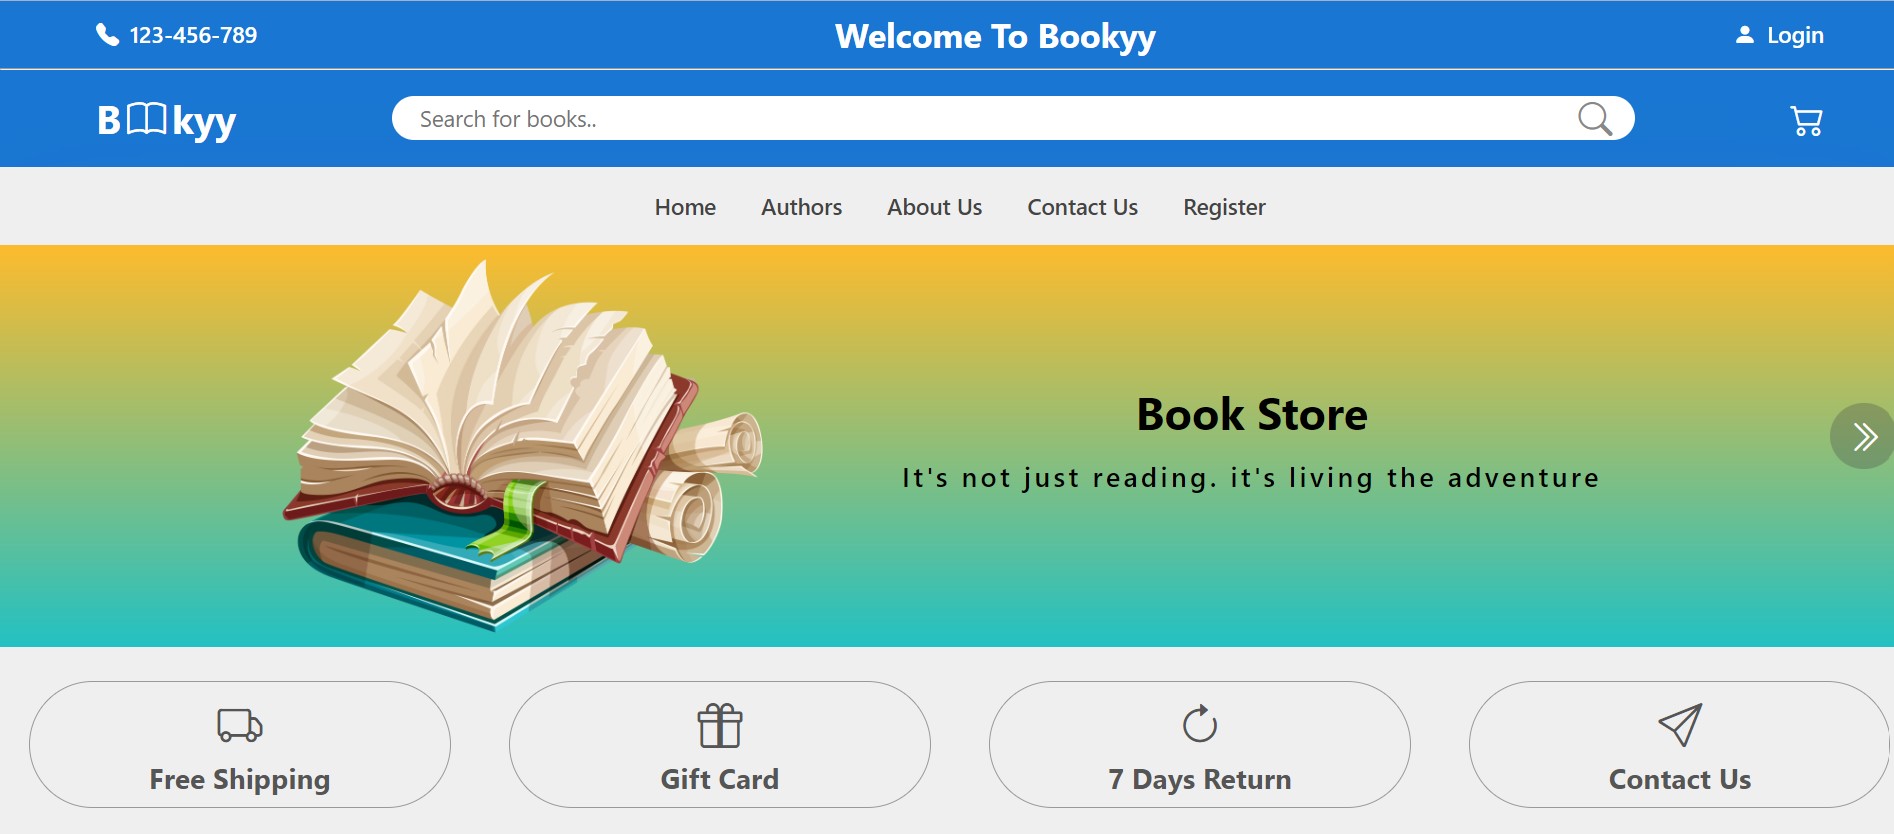 123-456-789
Welcome To Bookyy
Login
B kyy
Search for books..
Home Authors About Us Contact Us Register
Book Store
It's not just reading. it's living the adventure
Free Shipping
Gift Card
7 Days Return
Contact Us